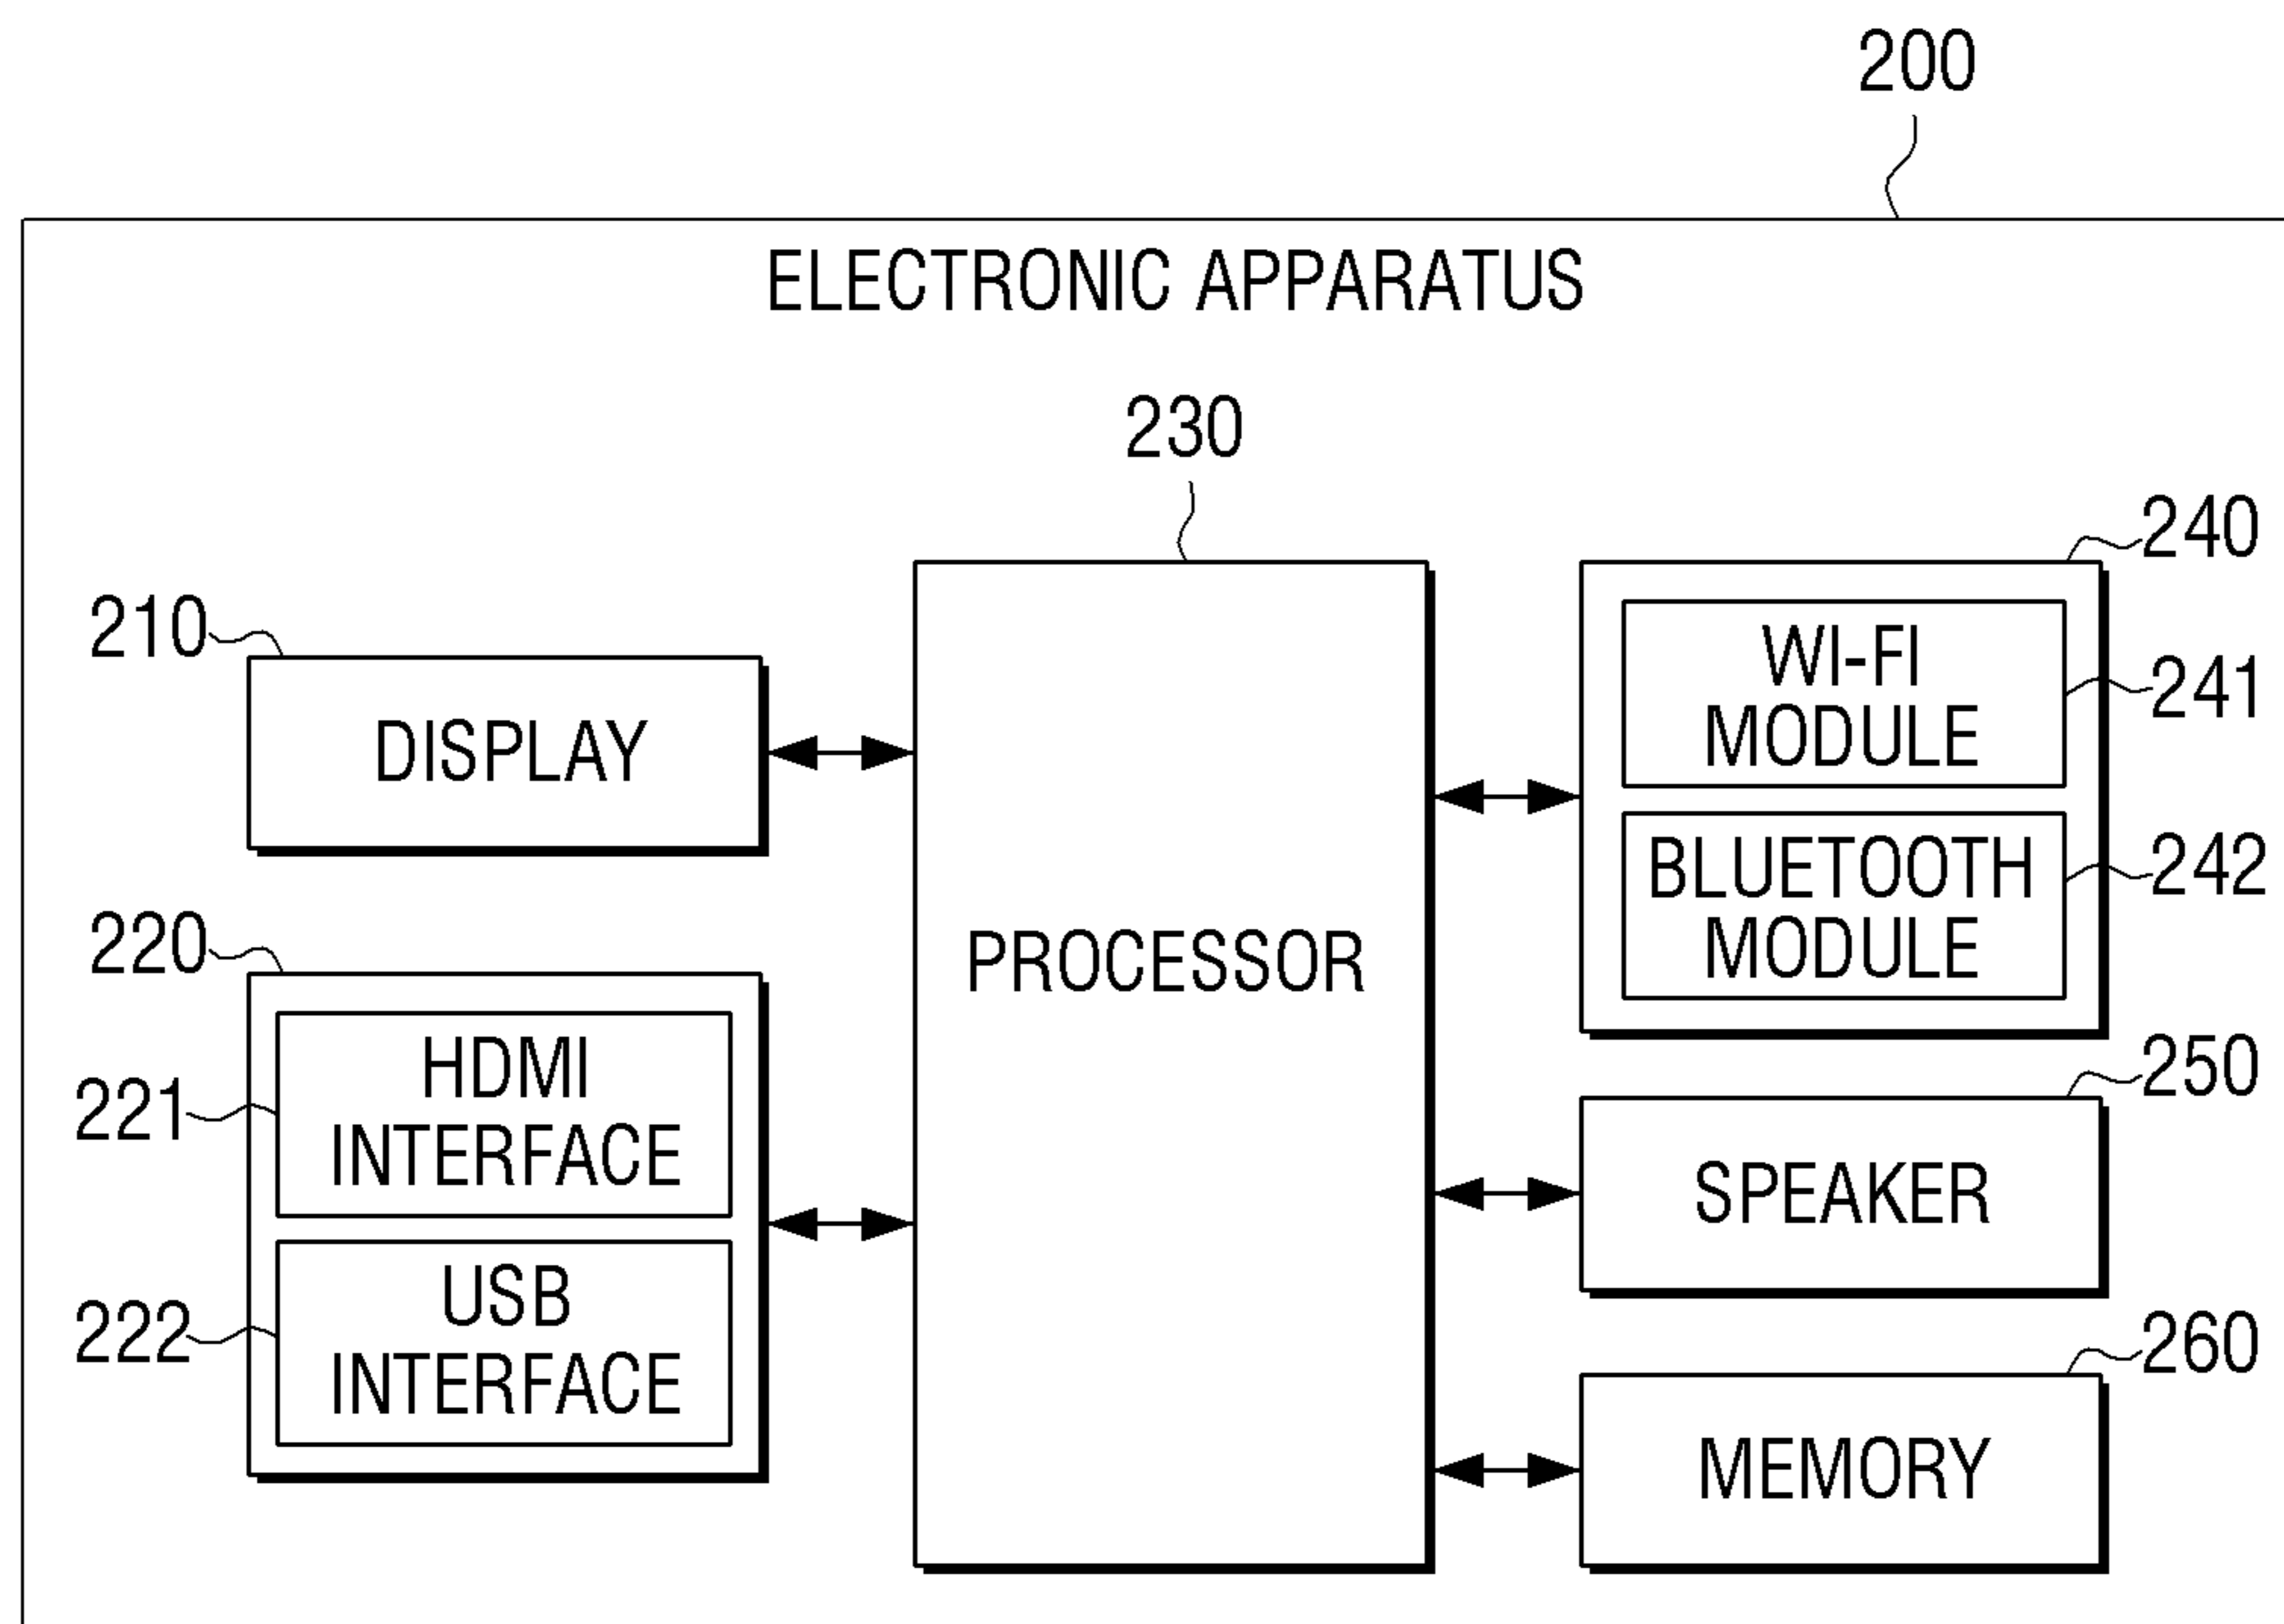 200
ELECTRONIC APPARATUS
230
210
DISPLAY
220
221
HDMI
INTERFACE
222
USB
INTERFACE
PROCESSOR
240
WI-FI
MODULE
241
BLUETOOTH
MODULE
242
250
SPEAKER
260
MEMORY